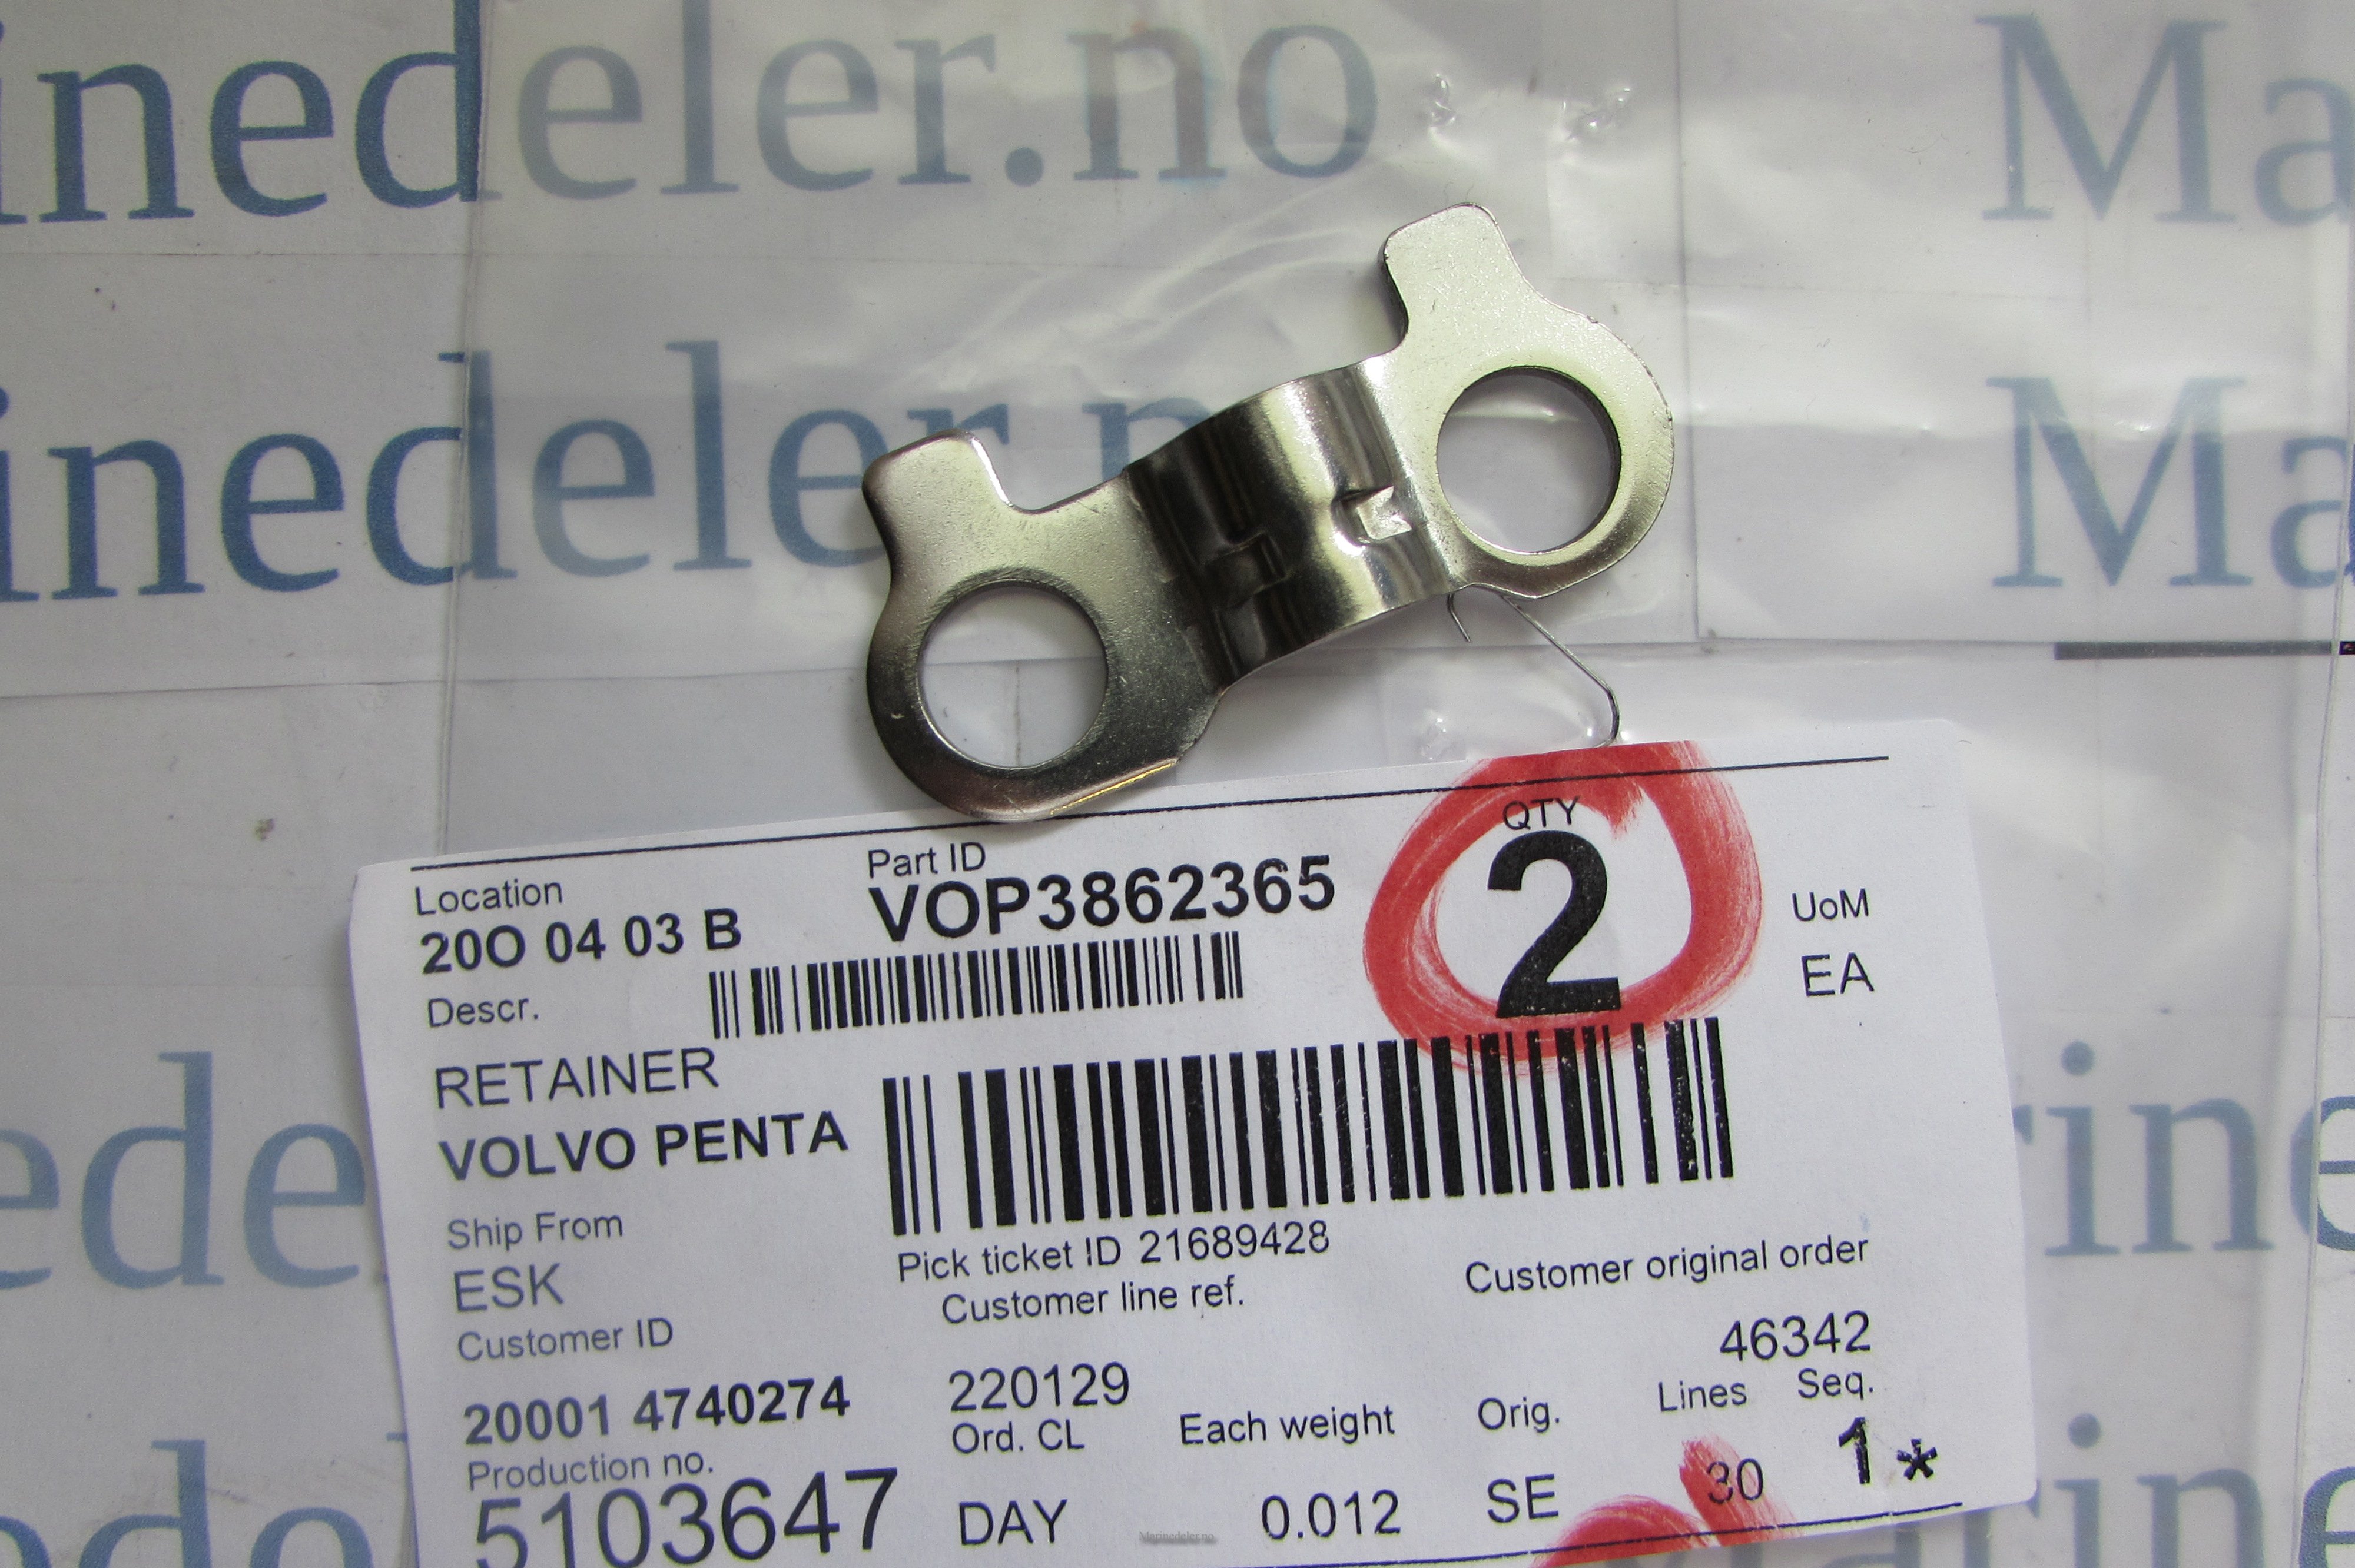 inedeler.no Ma
inedeler.n Ma
QTY
Part ID
Location
VOP3862365
2
UoM
20O 04 03 B
EA
Descr.
RETAINER
VOLVO PENTA
ede
rine
Ship From
Pick ticket ID 21689428
ESK
Customer line ref.
Customer original order
Customer ID
46342
20001 4740274
220129
Lines Seq.
Production no.
Ord. CL
Each weight
Orig.
5103647
DAY
0.012
SE
30
1*
Marinedeler.no